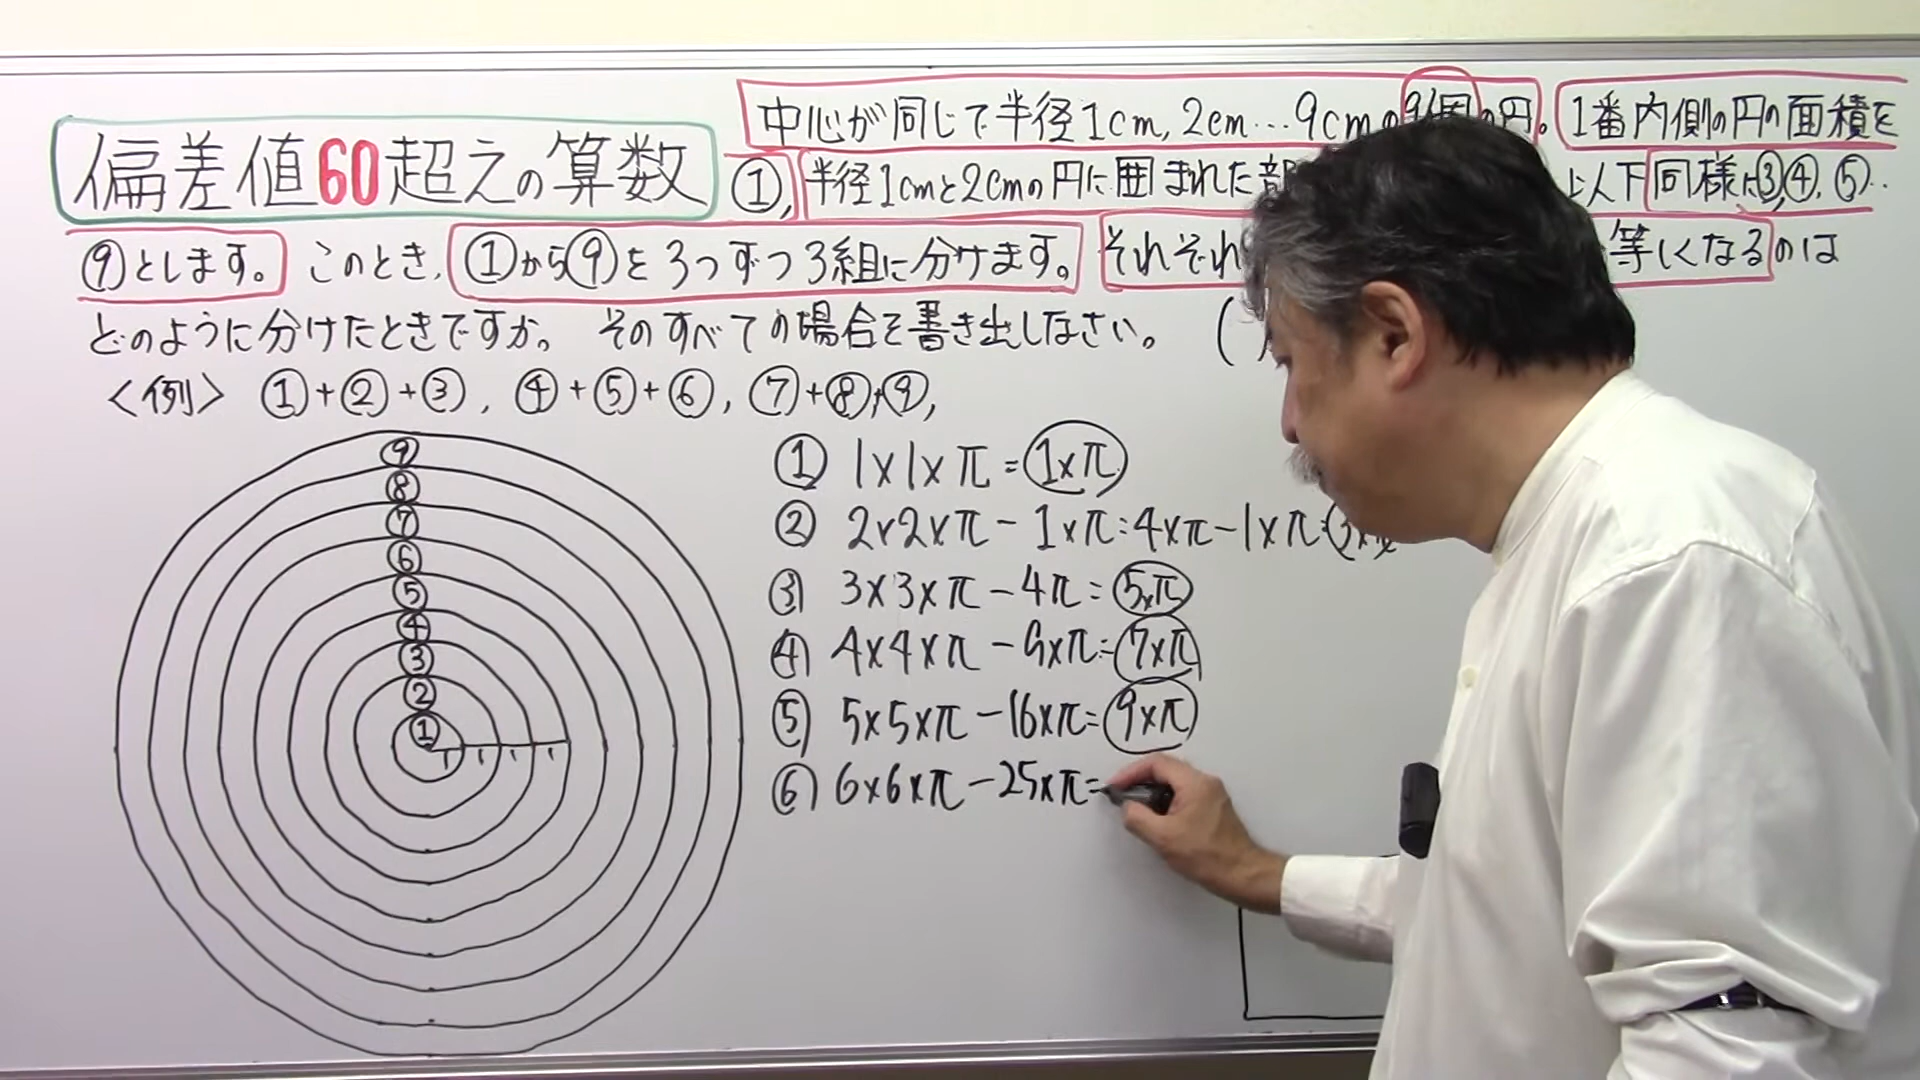 偏差値60超えの算数
中心が同じで半径1cm, 2cm…9cmの9個の円。1番内側の円の面積を
①, 半径1cmと2cmの円に囲まれた部 以下同様に③,④,⑤..
⑨とします。このとき, ①から⑨を3つずつ3組に分けます。それぞれ 等しくなるのは
どのように分けたときですか。そのすべての場合を書き出しなさい。(
<例> ①+②+③, ④+⑤+⑥, ⑦+⑧+⑨,
⑨
⑧
⑦
⑥
⑤
④
③
②
①
① 1×1×π=1×π
② 2×2×π-1×π=4×π-1×π=3×π
③ 3×3×π-4π=5×π
④ 4×4×π-9×π=7×π
⑤ 5×5×π-16×π=9×π
⑥ 6×6×π-25×π=